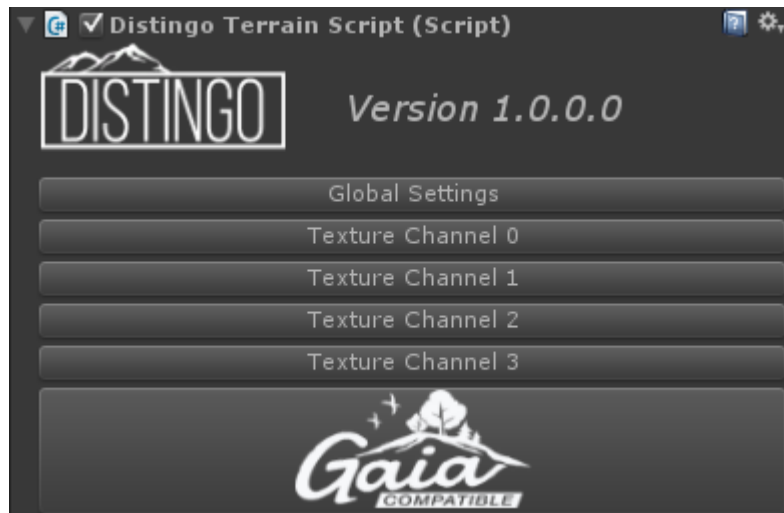 Distingo Terrain Script (Script)
DISTINGO
Version 1.0.0.0
Global Settings
Texture Channel 0
Texture Channel 1
Texture Channel 2
Texture Channel 3
Gaia
COMPATIBLE